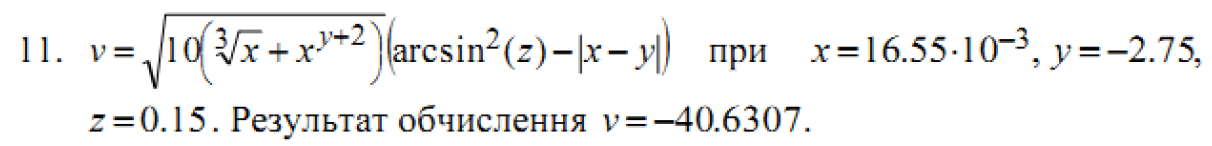 11. v=√10(∛x+x^{y+2})(arcsin²(z)−|x−y|) при x=16.55·10⁻³, y=−2.75,
z=0.15. Результат обчислення v=−40.6307.